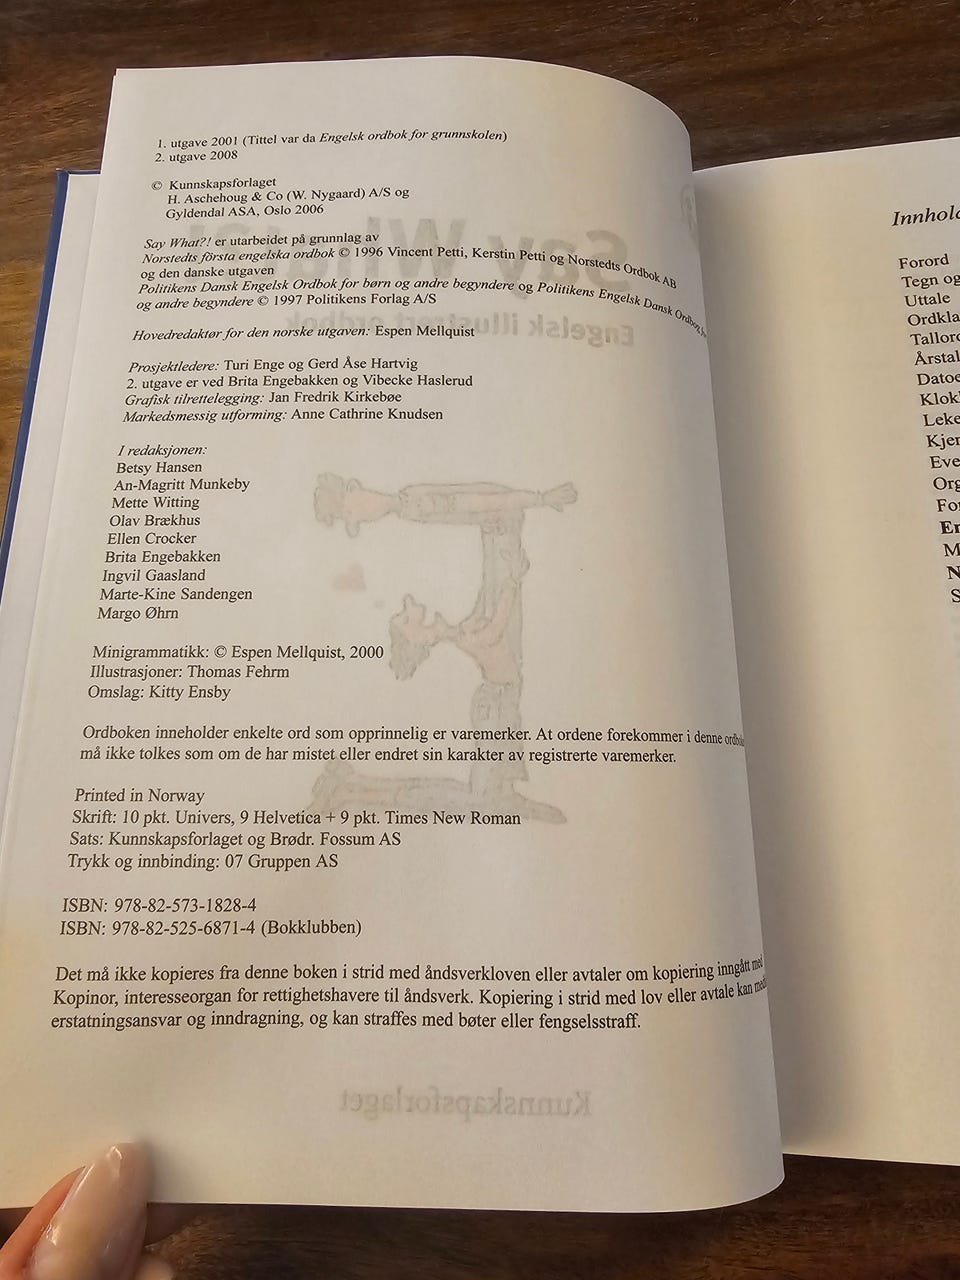 1. utgave 2001 (Tittel var da Engelsk ordbok for grunnskolen)
2. utgave 2008
© Kunnskapsforlaget
H. Aschehoug & Co (W. Nygaard) A/S og
Gyldendal ASA, Oslo 2006
Say What?! er utarbeidet på grunnlag av
Norstedts första engelska ordbok © 1996 Vincent Petti, Kerstin Petti og Norstedts Ordbok AB
og den danske utgaven
Politikens Dansk Engelsk Ordbok for børn og andre begyndere og Politikens Engelsk Dansk Ordbog
og andre begyndere © 1997 Politikens Forlag A/S
Hovedredaktør for den norske utgaven: Espen Mellquist
Prosjektledere: Turi Enge og Gerd Åse Hartvig
2. utgave er ved Brita Engebakken og Vibecke Haslerud
Grafisk tilrettelegging: Jan Fredrik Kirkebøe
Markedsmessig utforming: Anne Cathrine Knudsen
I redaksjonen:
Betsy Hansen
An-Magritt Munkeby
Mette Witting
Olav Brækhus
Ellen Crocker
Brita Engebakken
Ingvil Gaasland
Marte-Kine Sandengen
Margo Øhrn
Minigrammatikk: © Espen Mellquist, 2000
Illustrasjoner: Thomas Fehrm
Omslag: Kitty Ensby
Ordboken inneholder enkelte ord som opprinnelig er varemerker. At ordene forekommer i denne
må ikke tolkes som om de har mistet eller endret sin karakter av registrerte varemerker.
Printed in Norway
Skrift: 10 pkt. Univers, 9 Helvetica + 9 pkt. Times New Roman
Sats: Kunnskapsforlaget og Brødr. Fossum AS
Trykk og innbinding: 07 Gruppen AS
ISBN: 978-82-573-1828-4
ISBN: 978-82-525-6871-4 (Bokklubben)
Det må ikke kopieres fra denne boken i strid med åndsverkloven eller avtaler om kopiering inngått med
Kopinor, interesseorgan for rettighetshavere til åndsverk. Kopiering i strid med lov eller avtale kan
erstatningsansvar og inndragning, og kan straffes med bøter eller fengselsstraff.
Kunnskapsforlaget
Forord
Tegn og
Uttale